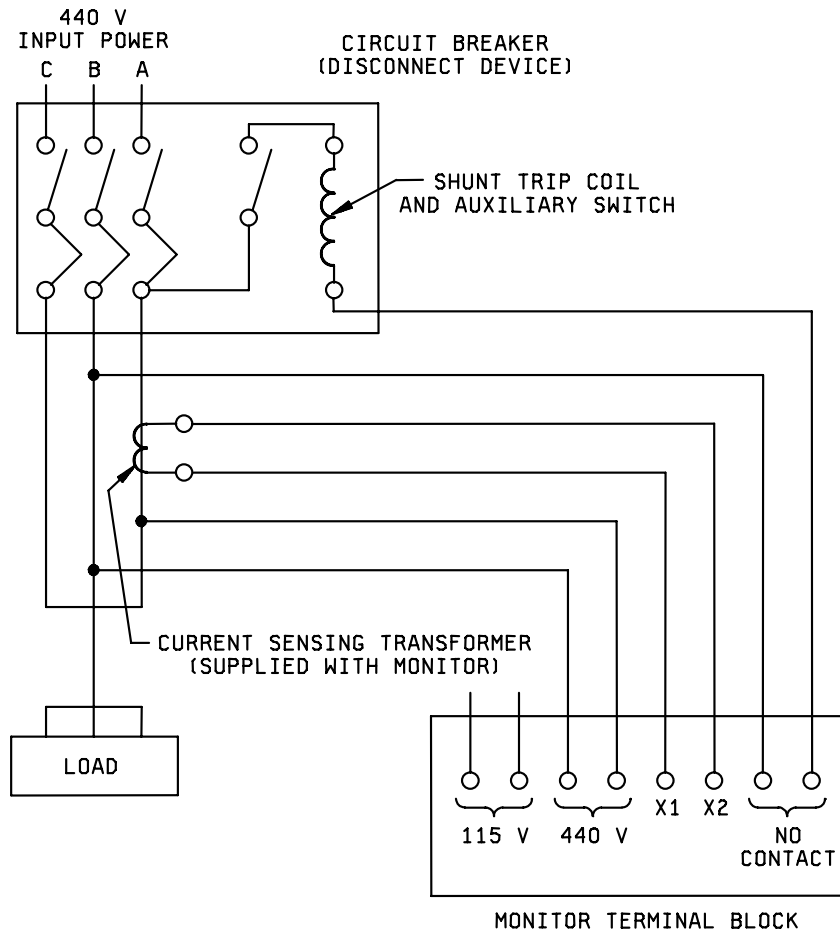 440 V
INPUT POWER
C B A
CIRCUIT BREAKER
(DISCONNECT DEVICE)
SHUNT TRIP COIL
AND AUXILIARY SWITCH
CURRENT SENSING TRANSFORMER
(SUPPLIED WITH MONITOR)
LOAD
X1 X2
115 V 440 V NO
CONTACT
MONITOR TERMINAL BLOCK